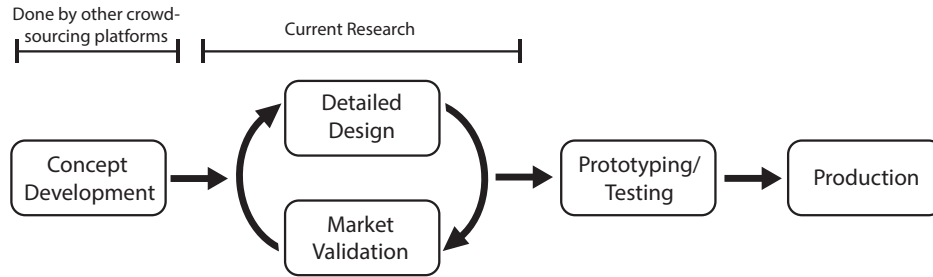 Done by other crowd-
sourcing platforms
Current Research
Detailed
Design
Concept
Development
Prototyping/
Testing
Production
Market
Validation